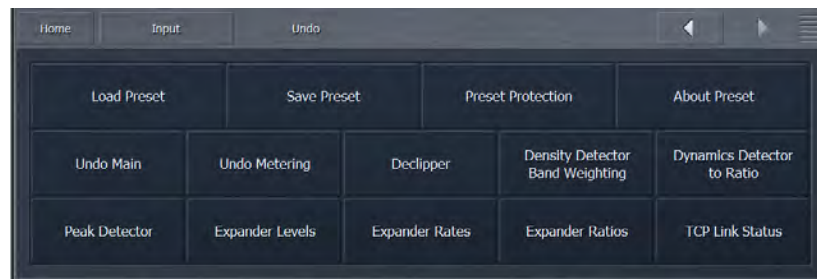 Home Input Undo
Load Preset Save Preset Preset Protection About Preset
Undo Main Undo Metering Declipper Density Detector Band Weighting Dynamics Detector to Ratio
Peak Detector Expander Levels Expander Rates Expander Ratios TCP Link Status